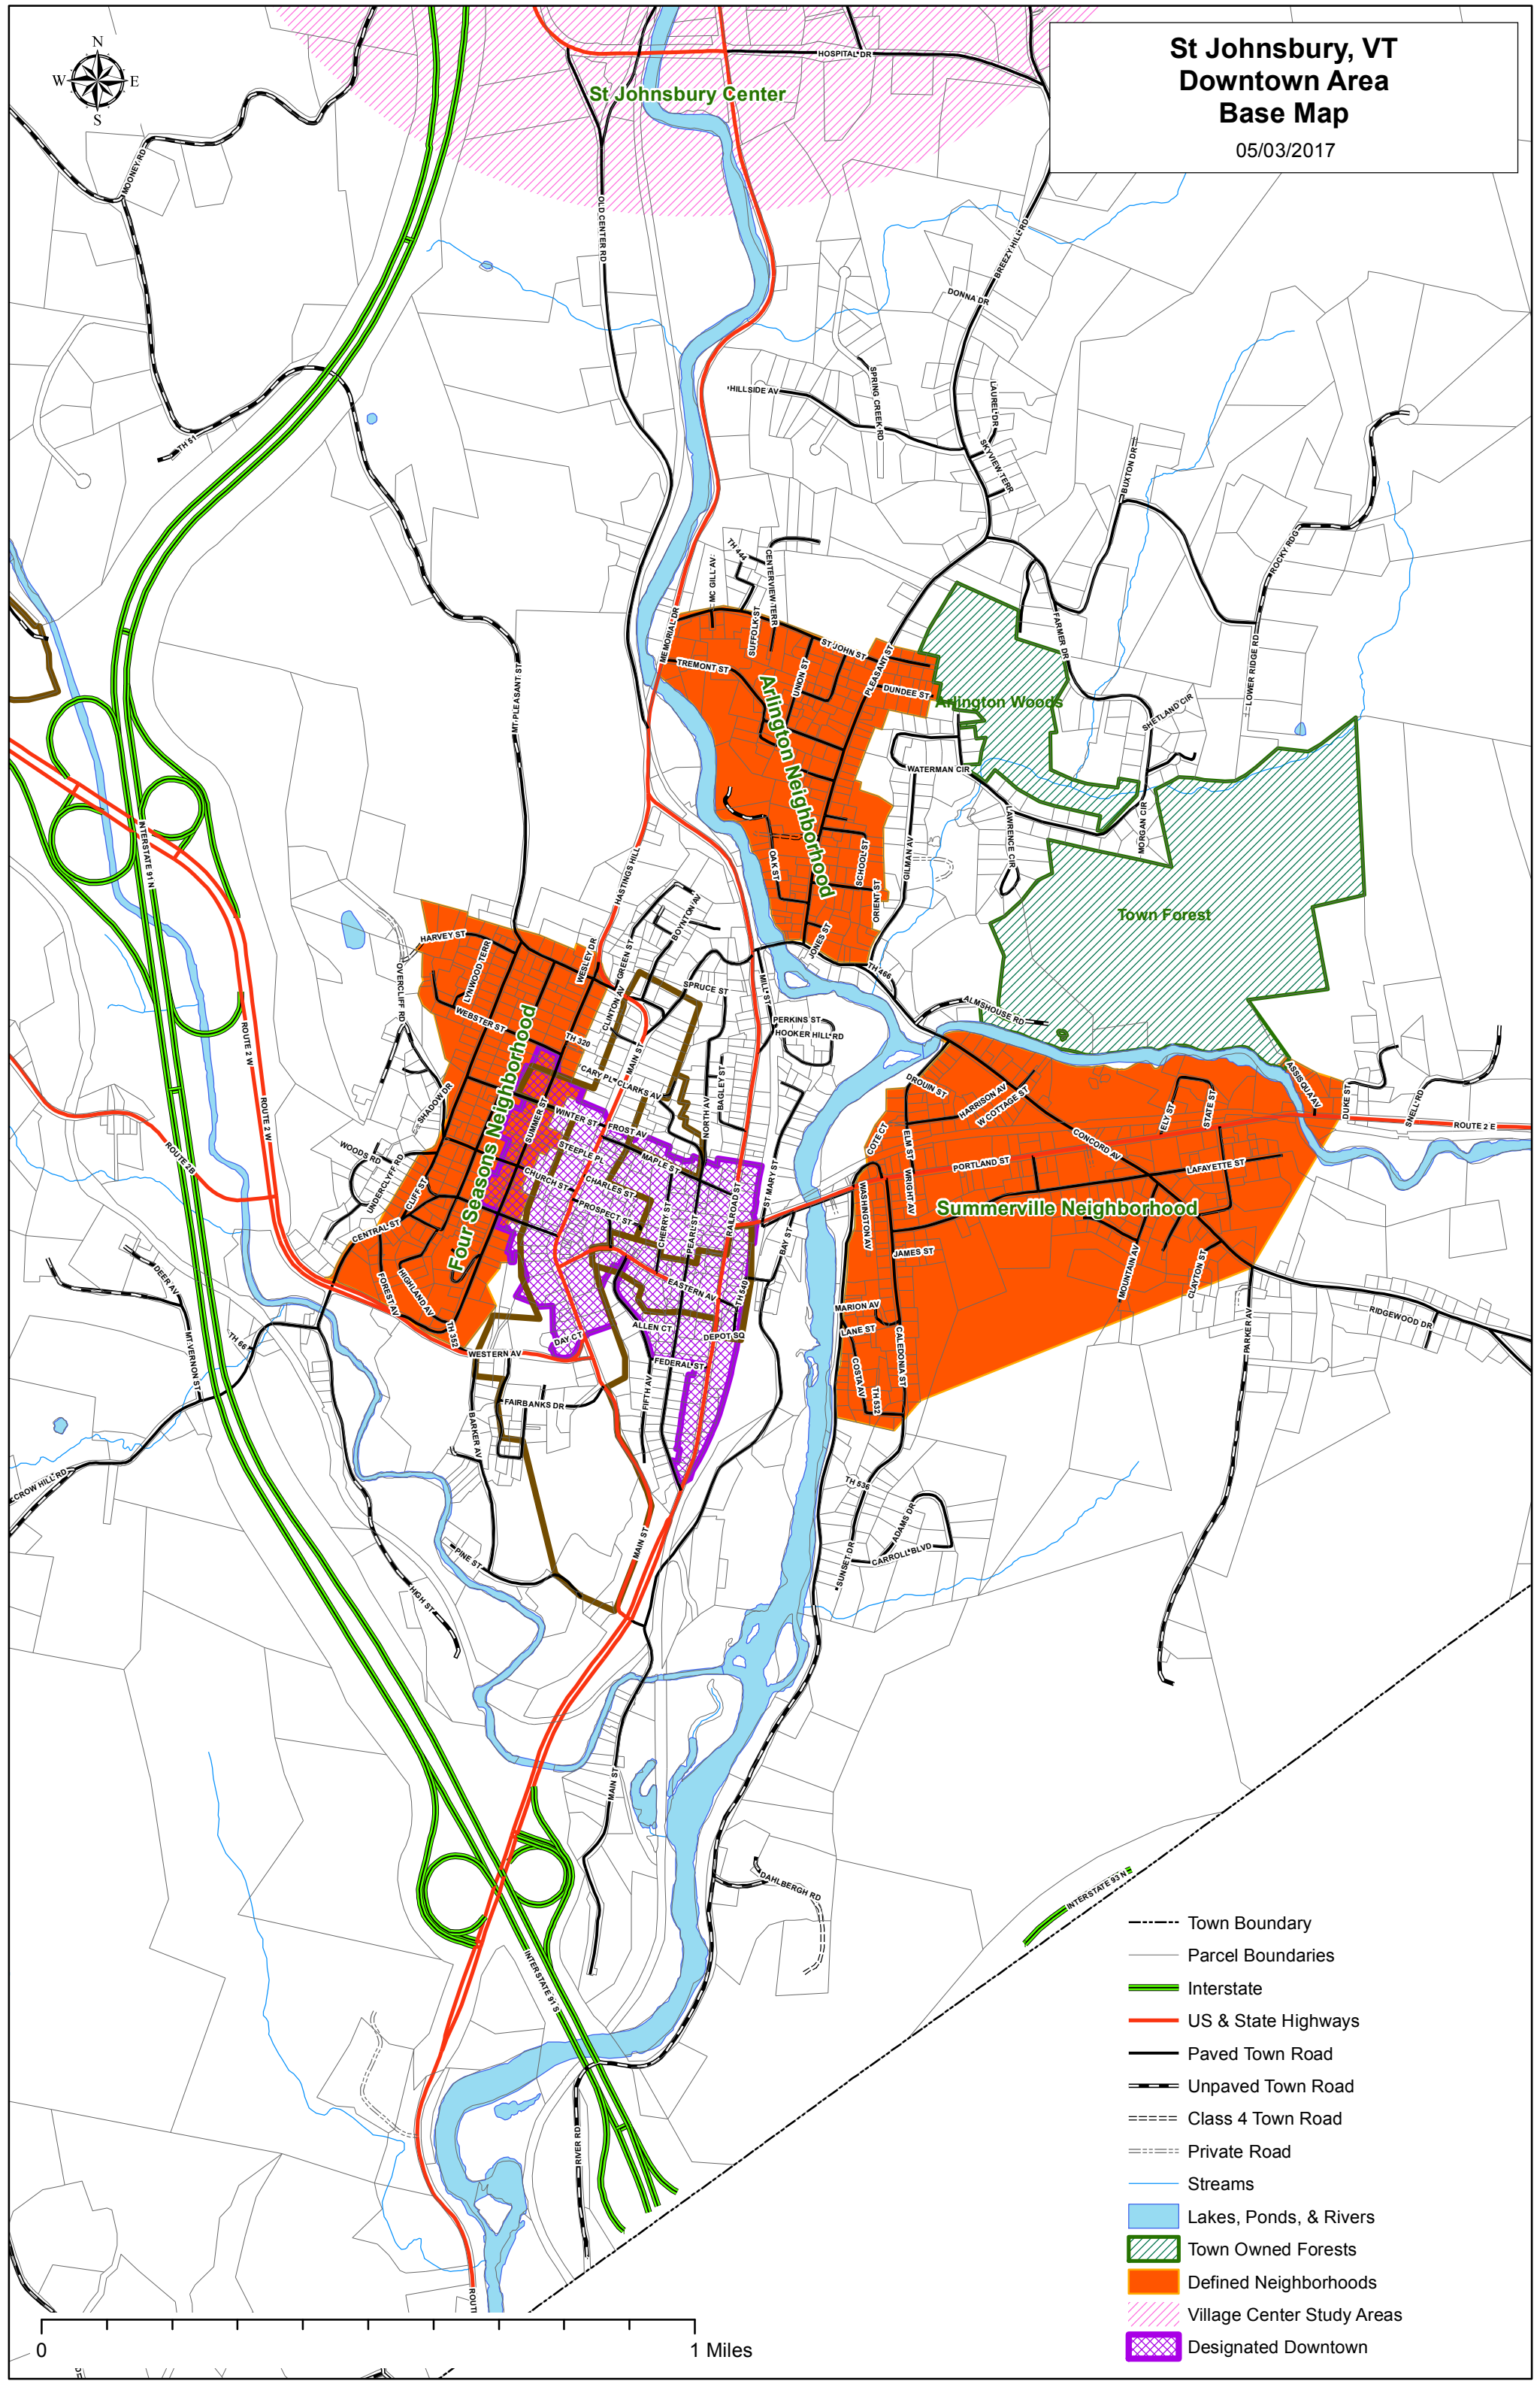 St Johnsbury, VT
Downtown Area
Base Map
05/03/2017
N
W
E
S
HOSPITAL DR
St Johnsbury Center
MOONEY RD
OLD CENTER RD
BREEZY HILL RD
DONNA DR
SPRING CREEK RD
HILLSIDE AV
LAUREL DR
SKYVIEW TERR
TH 51
BUXTON DR
ROCKY RDG
TH 444
MC GILL AV
CENTERVIEW TERR
SUFFOLK ST
MEMORIAL DR
ST JOHN ST
FARMER DR
LOWER RIDGE RD
TREMONT ST
UNION ST
PLEASANT ST
DUNDEE ST
Arlington Woods
Arlington Neighborhood
MT PLEASANT ST
SHETLAND CIR
WATERMAN CIR
INTERSTATE 91 N
LAWRENCE CIR
MORGAN CIR
HASTINGS HILL
OAK ST
SCHOOL ST
GILMAN AV
ORIENT ST
Town Forest
BOYNTON AV
HARVEY ST
LYNWOOD TERR
WESLEY DR
GREEN ST
JONES ST
TH 466
OVERCLIFF RD
SPRUCE ST
MILL ST
CLINTON AV
WEBSTER ST
ALMSHOUSE RD
PERKINS ST
HOOKER HILL RD
TH 320
MAIN ST
ROUTE 2 W
CARY PL
CLARKS AV
BAGLEY ST
DROUIN ST
HARRISON AV
W COTTAGE ST
ASSISQUA AV
SHADOW DR
SUMMER ST
WINTER ST
FROST AV
NORTH AV
ELY ST
STATE ST
DUKE ST
SNELL RD
ROUTE 2 E
ROUTE 2 W
Four Seasons Neighborhood
COTE CT
ELM ST
CONCORD AV
ROUTE 2B
WOODS RD
UNDERCLYFF RD
STEEPLE PL
MAPLE ST
PORTLAND ST
LAFAYETTE ST
CLIFF ST
CHURCH ST
CHARLES ST
ST MARY ST
WASHINGTON AV
WRIGHT AV
Summerville Neighborhood
CENTRAL ST
PROSPECT ST
CHERRY ST
PEARL ST
RAILROAD ST
BAY ST
JAMES ST
DEER AV
FOREST AV
HIGHLAND AV
EASTERN AV
TH 540
MOUNTAIN AV
CLAYTON ST
MARION AV
RIDGEWOOD DR
PARKER AV
TH 66
MT VERNON ST
TH 352
DAY CT
ALLEN CT
DEPOT SQ
LANE ST
CALEDONIA ST
WESTERN AV
FEDERAL ST
COSTA AV
TH 532
FAIRBANKS DR
FIFTH AV
BARKER AV
CROW HILL RD
TH 536
ADAMS DR
MAIN ST
CARROLL BLVD
SUNSET DR
PINE ST
HIGH ST
MAIN ST
DAHLBERGH RD
INTERSTATE 93 N
INTERSTATE 91 S
RIVER RD
ROUT
Town Boundary
Parcel Boundaries
Interstate
US & State Highways
Paved Town Road
Unpaved Town Road
Class 4 Town Road
Private Road
Streams
Lakes, Ponds, & Rivers
Town Owned Forests
Defined Neighborhoods
Village Center Study Areas
Designated Downtown
0
1 Miles